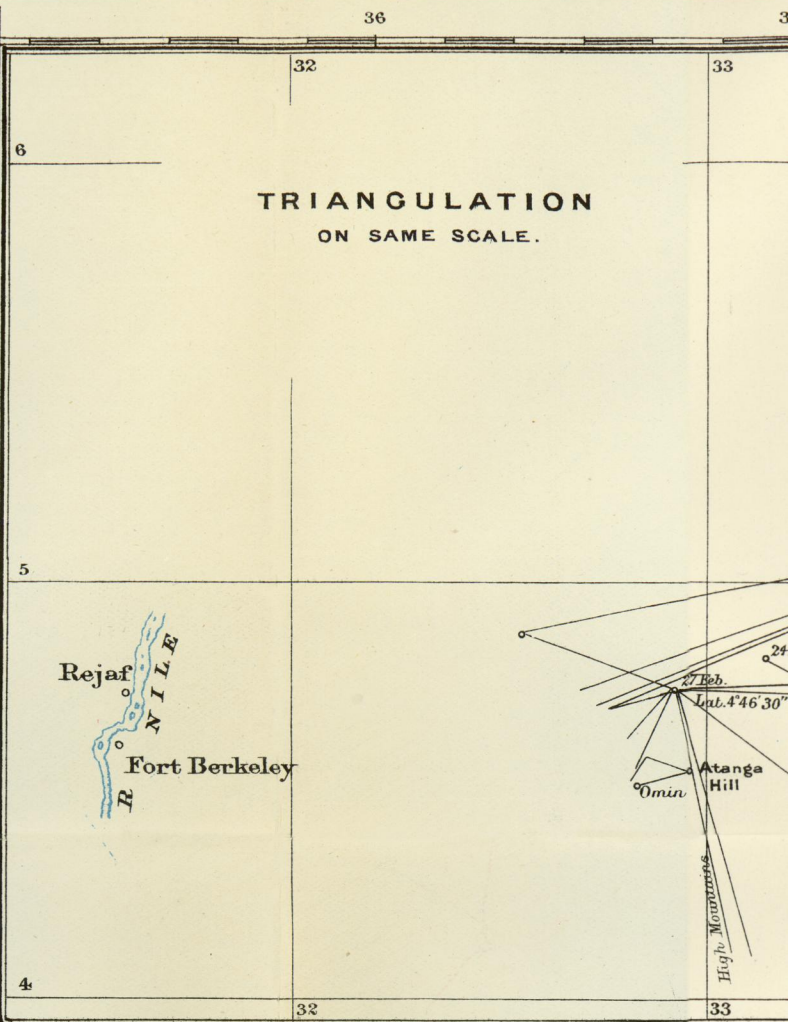 36
32
33
6
TRIANGULATION
ON SAME SCALE.
5
Rejaf
R NILE
Fort Berkeley
24
27 Feb.
Lat. 4°46'30"
Atanga
Hill
Omin
High Mountains
4
32
33